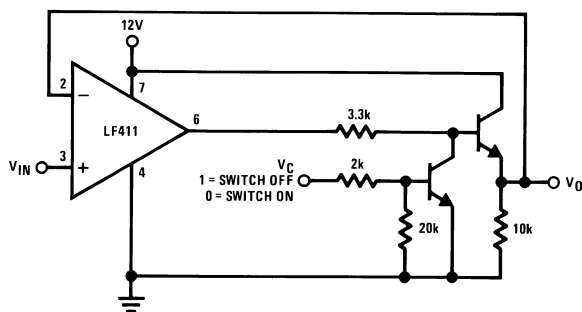 12V
2
−
7
LF411
6
3.3k
V_IN
3
+
4
V_C
1 = SWITCH OFF
0 = SWITCH ON
2k
20k
10k
V_O